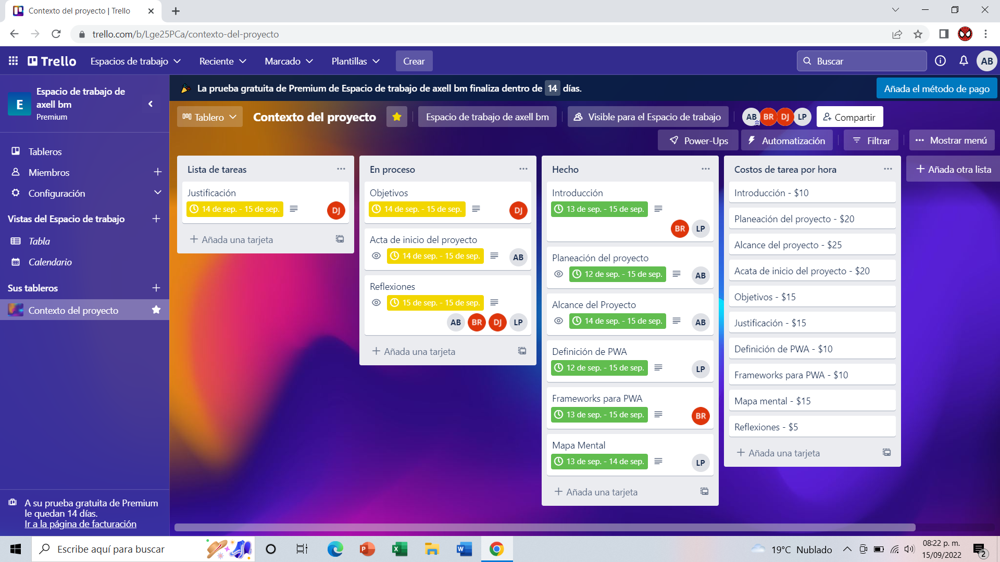 Contexto del proyecto | Trello
trello.com/b/Lge25PCa/contexto-del-proyecto
Trello
Espacios de trabajo
Reciente
Marcado
Plantillas
Crear
Buscar
AB
E
Espacio de trabajo de
axell bm
Premium
La prueba gratuita de Premium de Espacio de trabajo de axell bm finaliza dentro de 14 días.
Añada el método de pago
Tablero
Contexto del proyecto
Espacio de trabajo de axell bm
Visible para el Espacio de trabajo
AB BR DJ LP
Compartir
Power-Ups
Automatización
Filtrar
Mostrar menú
Tableros
Miembros
Configuración
Vistas del Espacio de trabajo
Tabla
Calendario
Sus tableros
Contexto del proyecto
A su prueba gratuita de Premium
le quedan 14 días.
Ir a la página de facturación
Lista de tareas
Justificación
14 de sep. - 15 de sep.
DJ
Añada una tarjeta
En proceso
Objetivos
14 de sep. - 15 de sep.
DJ
Acta de inicio del proyecto
14 de sep. - 15 de sep.
AB
Reflexiones
15 de sep. - 15 de sep.
AB BR DJ LP
Añada una tarjeta
Hecho
Introducción
13 de sep. - 15 de sep.
BR LP
Planeación del proyecto
12 de sep. - 15 de sep.
AB
Alcance del Proyecto
14 de sep. - 15 de sep.
AB
Definición de PWA
12 de sep. - 15 de sep.
LP
Frameworks para PWA
13 de sep. - 15 de sep.
BR
Mapa Mental
13 de sep. - 14 de sep.
LP
Añada una tarjeta
Costos de tarea por hora
Introducción - $10
Planeación del proyecto - $20
Alcance del proyecto - $25
Acata de inicio del proyecto - $20
Objetivos - $15
Justificación - $15
Definición de PWA - $10
Frameworks para PWA - $10
Mapa mental - $15
Reflexiones - $5
Añada una tarjeta
Añada otra lista
Escribe aquí para buscar
19°C Nublado
08:22 p. m.
15/09/2022
2